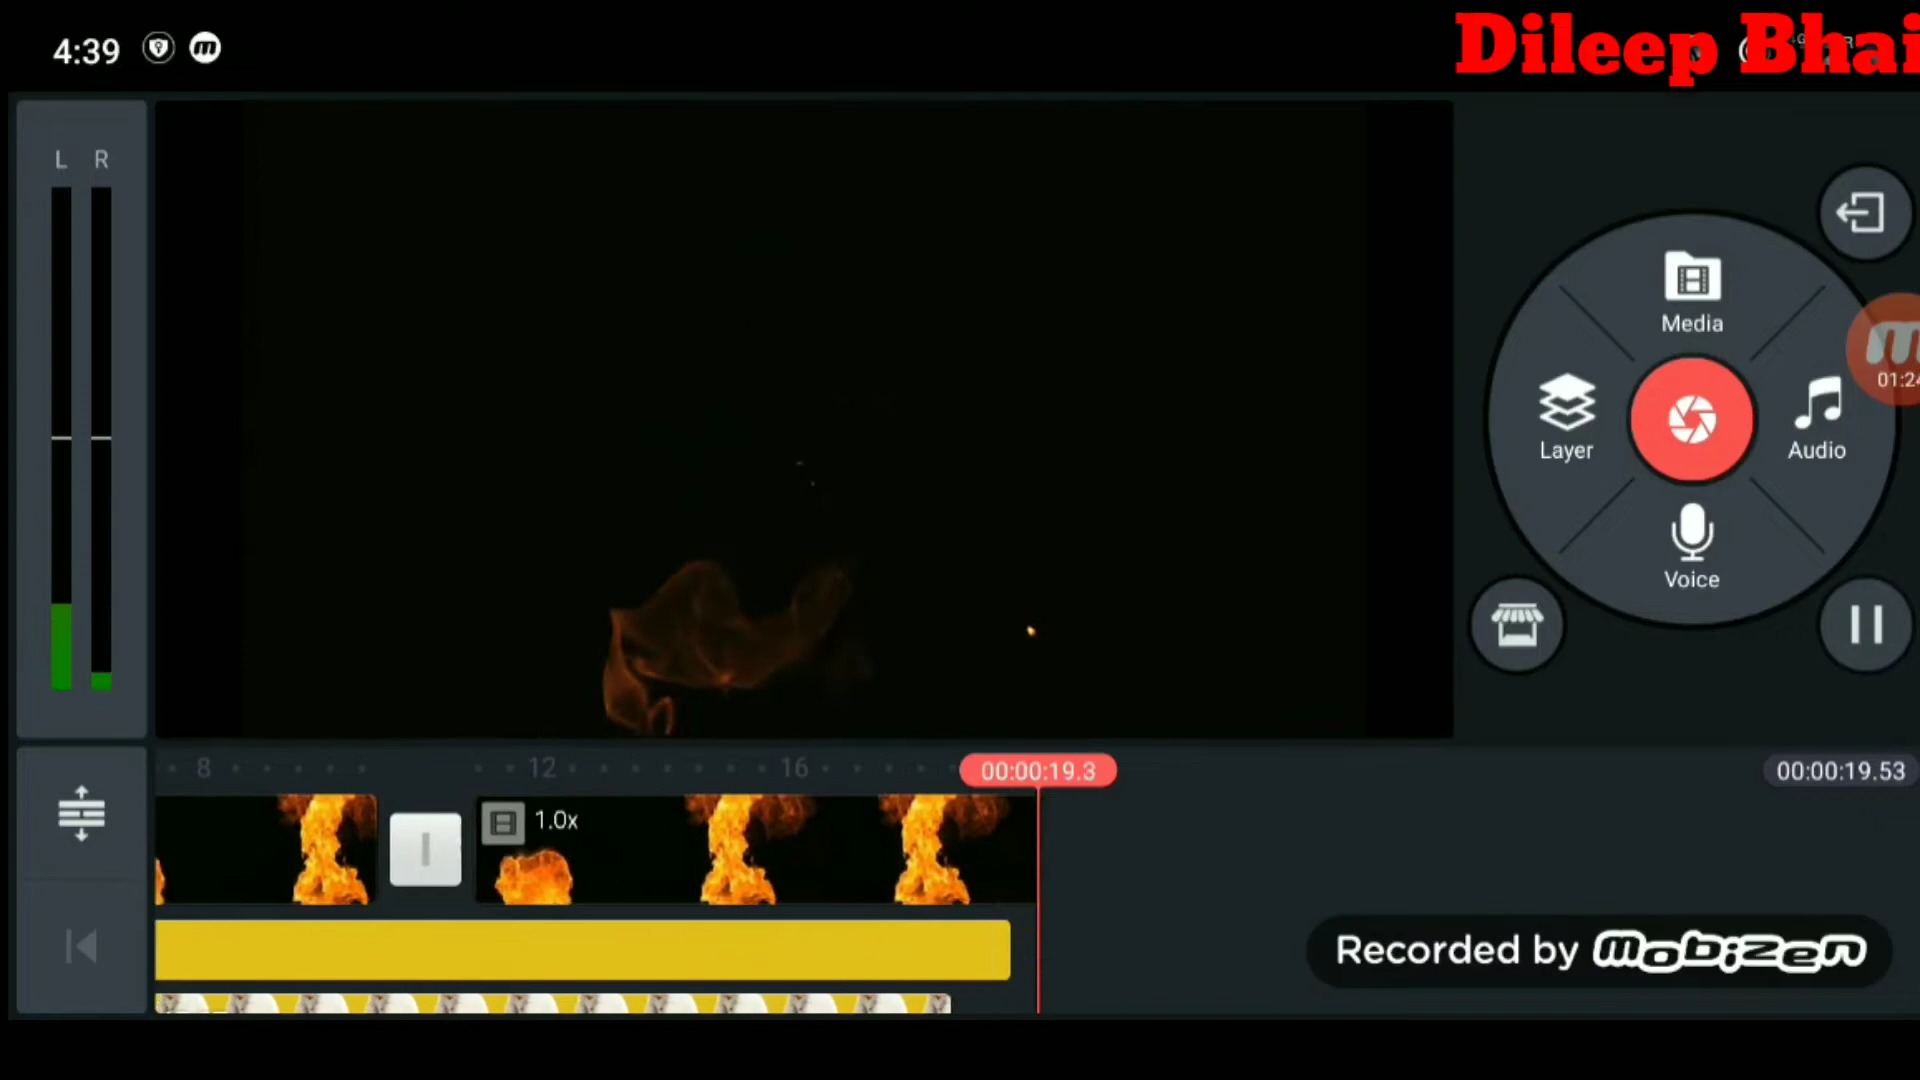 4:39
Dileep Bhai
L R
Media
01:24
Layer
Audio
Voice
8 12 16
00:00:19.3
00:00:19.53
1.0x
Recorded by mobizen